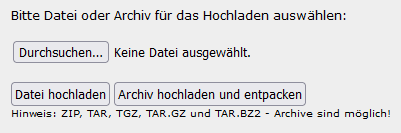 Bitte Datei oder Archiv für das Hochladen auswählen:
Durchsuchen... Keine Datei ausgewählt.
Datei hochladen Archiv hochladen und entpacken
Hinweis: ZIP, TAR, TGZ, TAR.GZ und TAR.BZ2 - Archive sind möglich!